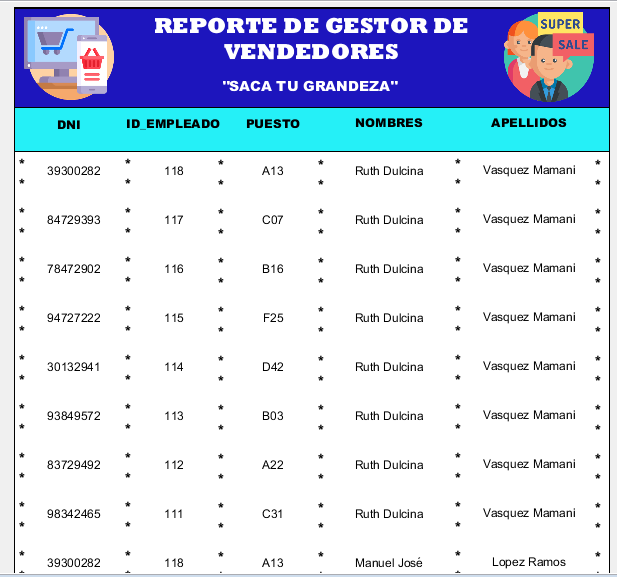 REPORTE DE GESTOR DE
VENDEDORES
"SACA TU GRANDEZA"
SUPER
SALE
DNI ID_EMPLEADO PUESTO NOMBRES APELLIDOS
* 39300282 * 118 * A13 * Ruth Dulcina * Vasquez Mamani *
* * * * * *
* 84729393 * 117 * C07 * Ruth Dulcina * Vasquez Mamani *
* * * * * *
* 78472902 * 116 * B16 * Ruth Dulcina * Vasquez Mamani *
* * * * * *
* 94727222 * 115 * F25 * Ruth Dulcina * Vasquez Mamani *
* * * * * *
* 30132941 * 114 * D42 * Ruth Dulcina * Vasquez Mamani *
* * * * * *
* 93849572 * 113 * B03 * Ruth Dulcina * Vasquez Mamani *
* * * * * *
* 83729492 * 112 * A22 * Ruth Dulcina * Vasquez Mamani *
* * * * * *
* 98342465 * 111 * C31 * Ruth Dulcina * Vasquez Mamani *
* * * * * *
* 39300282 * 118 * A13 * Manuel José * Lopez Ramos *